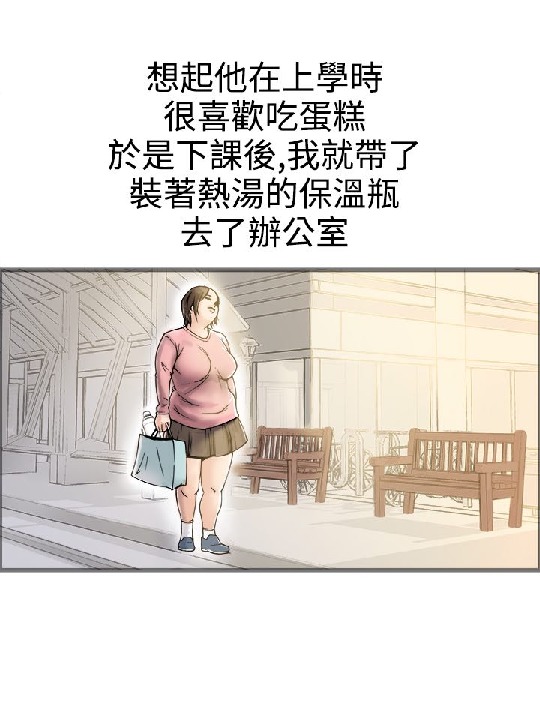 想起他在上學時
很喜歡吃蛋糕
於是下課後,我就帶了
裝著熱湯的保溫瓶
去了辦公室